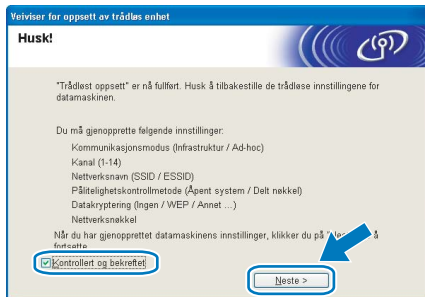 Veiviser for oppsett av trådløs enhet
Husk!
"Trådløst oppsett" er nå fullført. Husk å tilbakestille de trådløse innstillingene for
datamaskinen.
Du må gjenopprette følgende innstillinger:
Kommunikasjonsmodus (Infrastruktur / Ad-hoc)
Kanal (1-14)
Nettverksnavn (SSID / ESSID)
Pålitelighetskontrollmetode (Åpent system / Delt nøkkel)
Datakryptering (Ingen / WEP / Annet ...)
Nettverksnøkkel
Når du har gjenopprettet datamaskinens innstillinger, klikker du på å
fortsette
Kontrollert og bekreftet
Neste >